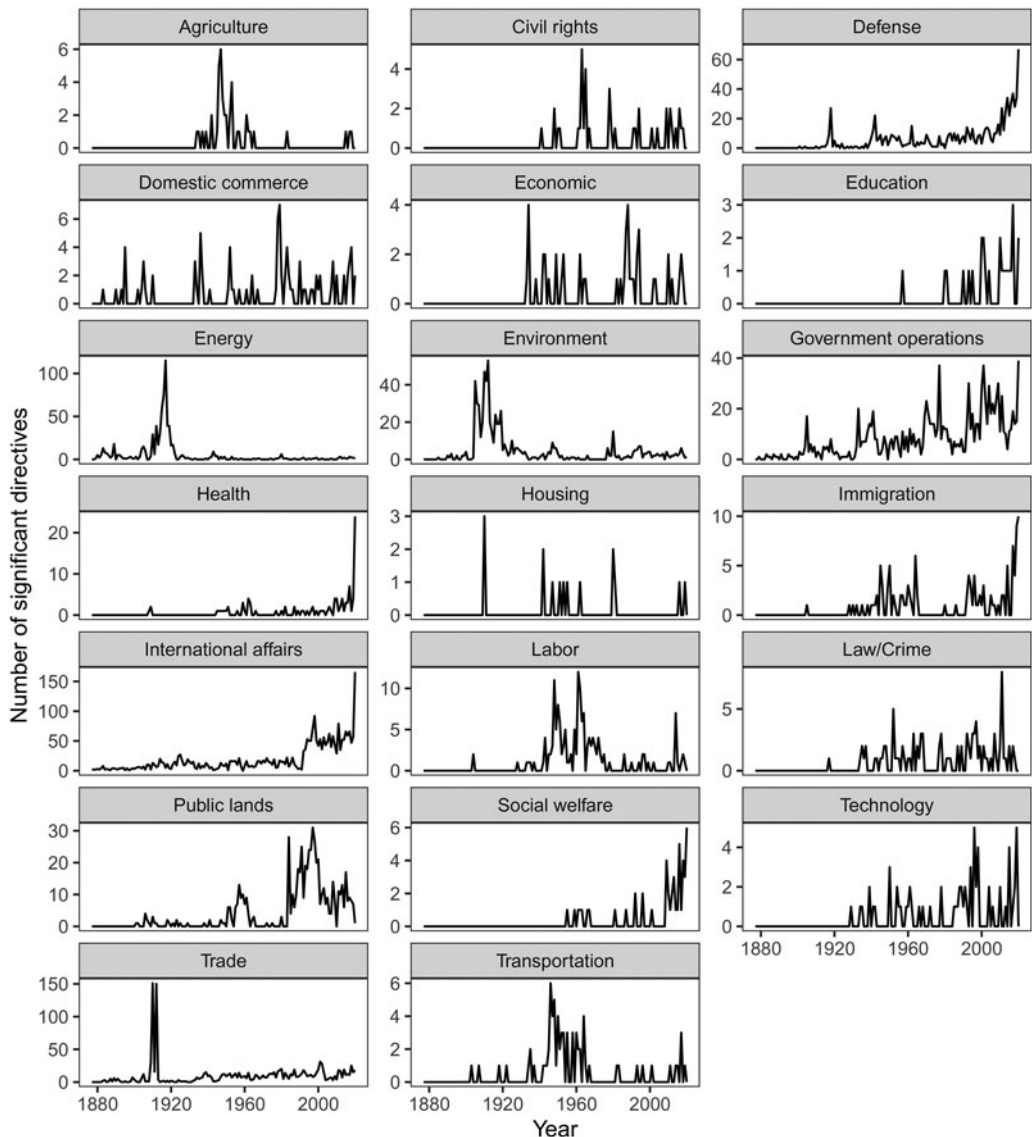 Agriculture
Civil rights
Defense
6
4
2
0
4
2
0
60
40
20
0
Domestic commerce
Economic
Education
6
4
2
0
4
2
0
3
2
1
0
Energy
Environment
Government operations
100
50
0
40
20
0
40
20
0
Health
Housing
Immigration
20
10
0
3
2
1
0
10
5
0
International affairs
Labor
Law/Crime
150
100
50
0
10
5
0
5
0
Public lands
Social welfare
Technology
30
20
10
0
6
4
2
0
4
2
0
1880 1920 1960 2000
Trade
Transportation
150
100
50
0
6
4
2
0
1880 1920 1960 2000
1880 1920 1960 2000
Number of significant directives
Year